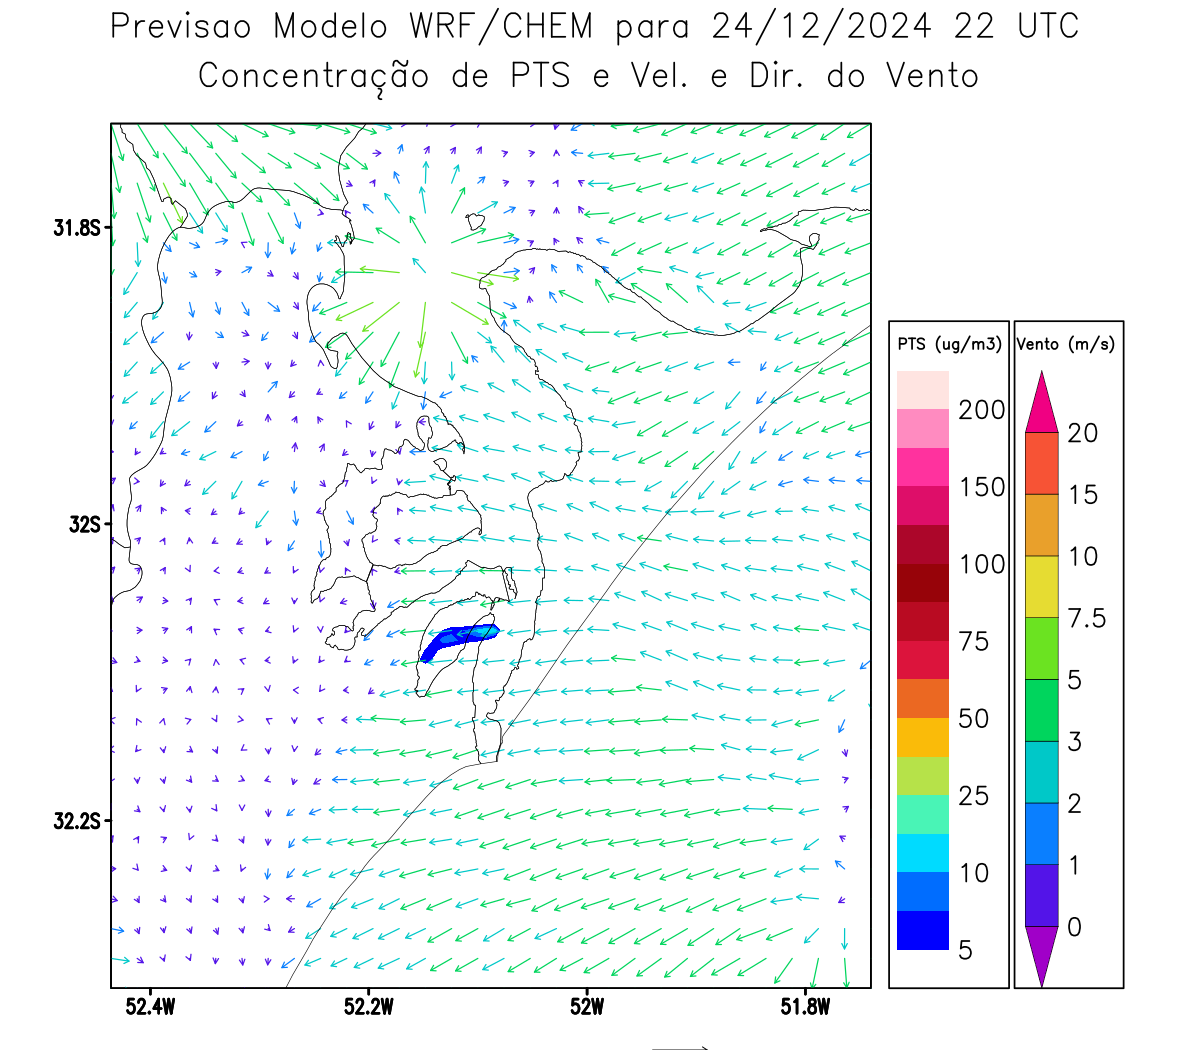 Previsao Modelo WRF/CHEM para 24/12/2024 22 UTC
Concentração de PTS e Vel. e Dir. do Vento
31.8S
32S
32.2S
52.4W 52.2W 52W 51.8W
PTS (ug/m3)
200
150
100
75
50
25
10
5
Vento (m/s)
20
15
10
7.5
5
3
2
1
0